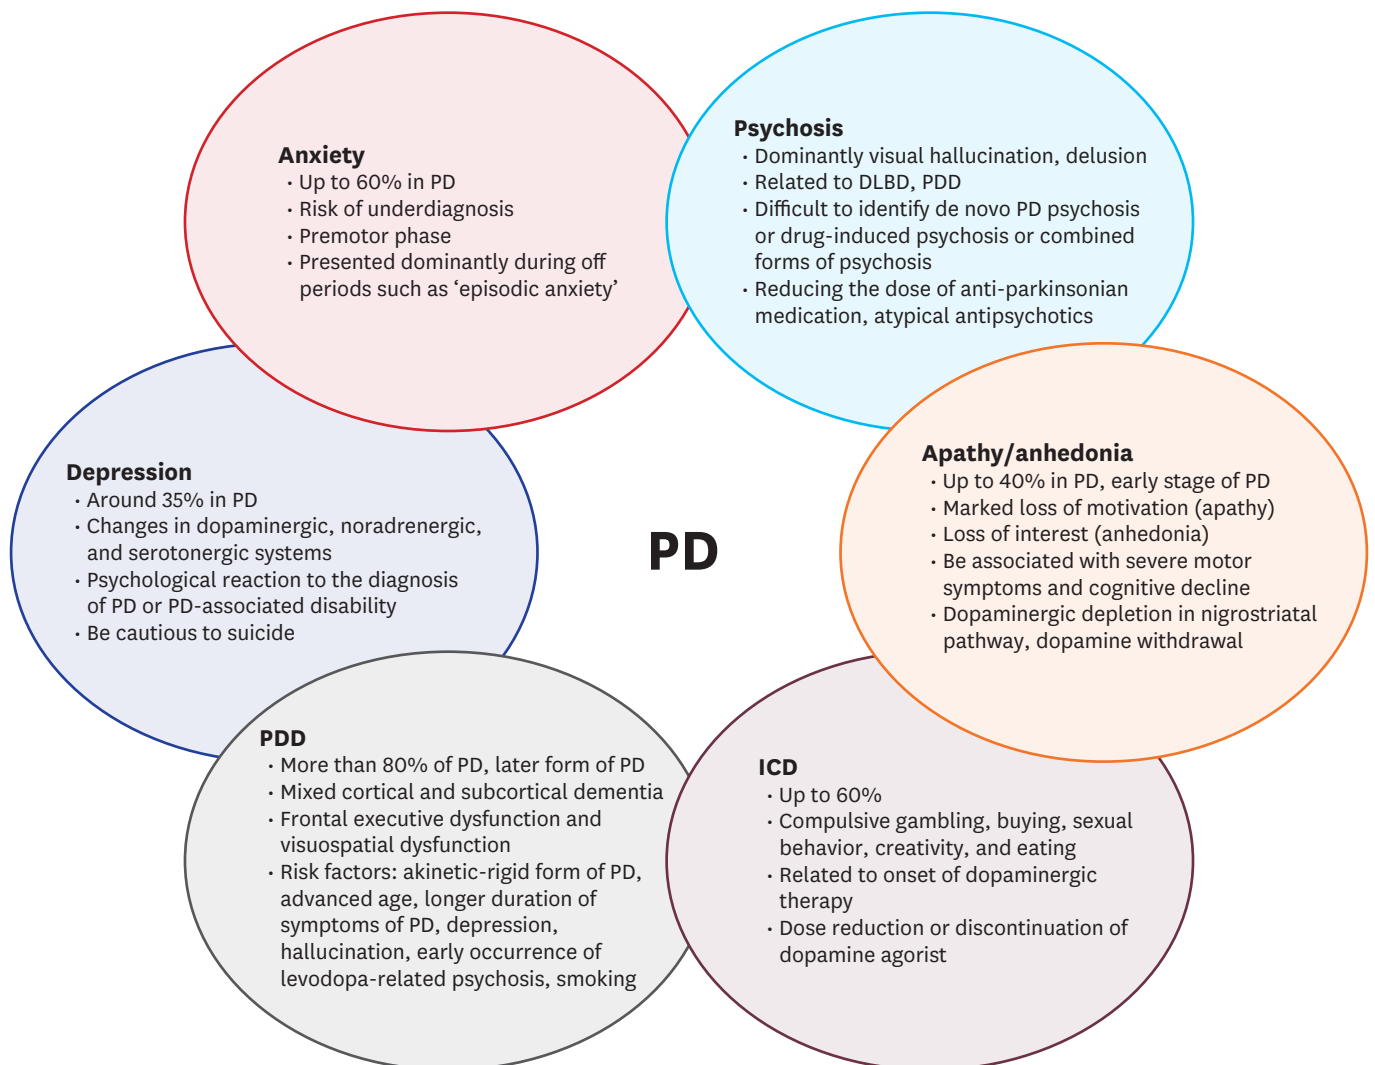 Anxiety
· Up to 60% in PD
· Risk of underdiagnosis
· Premotor phase
· Presented dominantly during off
periods such as ‘episodic anxiety’
Psychosis
· Dominantly visual hallucination, delusion
· Related to DLBD, PDD
· Difficult to identify de novo PD psychosis
or drug-induced psychosis or combined
forms of psychosis
· Reducing the dose of anti-parkinsonian
medication, atypical antipsychotics
Depression
· Around 35% in PD
· Changes in dopaminergic, noradrenergic,
and serotonergic systems
· Psychological reaction to the diagnosis
of PD or PD-associated disability
· Be cautious to suicide
PD
Apathy/anhedonia
· Up to 40% in PD, early stage of PD
· Marked loss of motivation (apathy)
· Loss of interest (anhedonia)
· Be associated with severe motor
symptoms and cognitive decline
· Dopaminergic depletion in nigrostriatal
pathway, dopamine withdrawal
PDD
· More than 80% of PD, later form of PD
· Mixed cortical and subcortical dementia
· Frontal executive dysfunction and
visuospatial dysfunction
· Risk factors: akinetic-rigid form of PD,
advanced age, longer duration of
symptoms of PD, depression,
hallucination, early occurrence of
levodopa-related psychosis, smoking
ICD
· Up to 60%
· Compulsive gambling, buying, sexual
behavior, creativity, and eating
· Related to onset of dopaminergic
therapy
· Dose reduction or discontinuation of
dopamine agorist